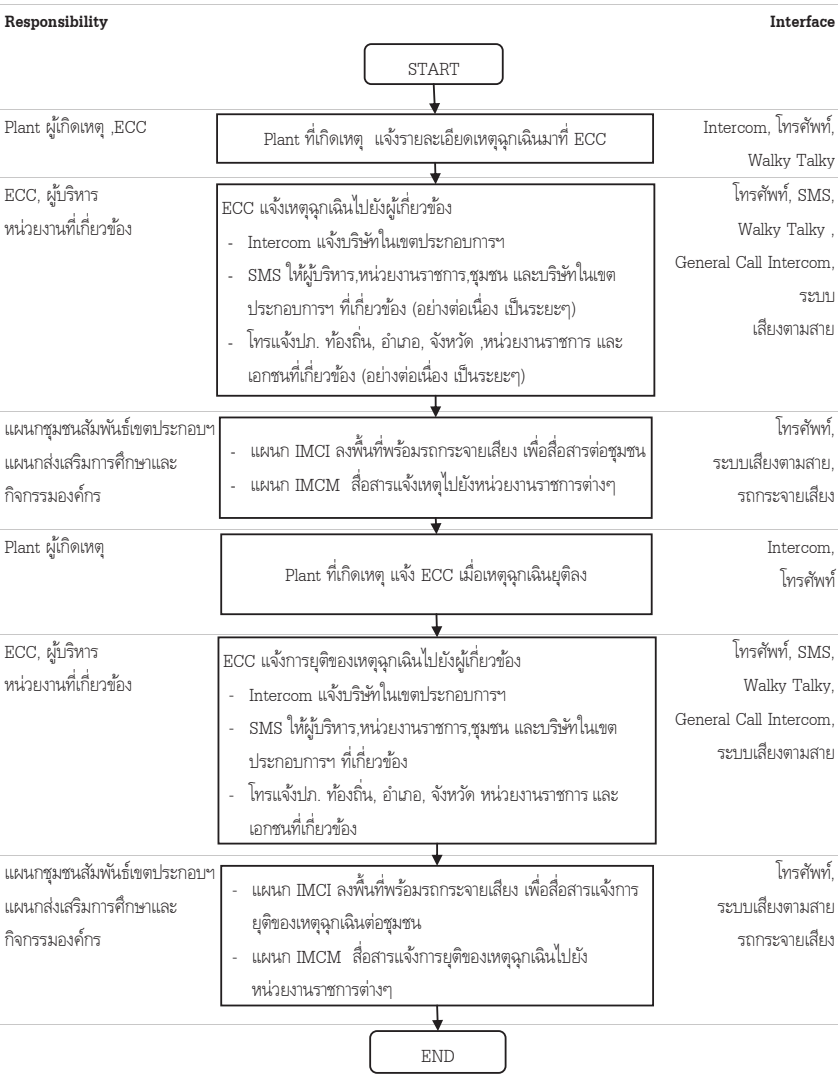 Responsibility
Interface
START
Plant ผู้เกิดเหตุ ,ECC
Plant ที่เกิดเหตุ แจ้งรายละเอียดเหตุฉุกเฉินมาที่ ECC
Intercom, โทรศัพท์,
Walky Talky
ECC, ผู้บริหาร
หน่วยงานที่เกี่ยวข้อง
ECC แจ้งเหตุฉุกเฉินไปยังผู้เกี่ยวข้อง
- Intercom แจ้งบริษัทในเขตประกอบการฯ
- SMS ให้ผู้บริหาร,หน่วยงานราชการ,ชุมชน และบริษัทในเขต
ประกอบการฯ ที่เกี่ยวข้อง (อย่างต่อเนื่อง เป็นระยะๆ)
- โทรแจ้งปภ. ท้องถิ่น, อำเภอ, จังหวัด ,หน่วยงานราชการ และ
เอกชนที่เกี่ยวข้อง (อย่างต่อเนื่อง เป็นระยะๆ)
โทรศัพท์, SMS,
Walky Talky ,
General Call Intercom,
ระบบ
เสียงตามสาย
แผนกชุมชนสัมพันธ์เขตประกอบฯ
แผนกส่งเสริมการศึกษาและ
กิจกรรมองค์กร
- แผนก IMCI ลงพื้นที่พร้อมรถกระจายเสียง เพื่อสื่อสารต่อชุมชน
- แผนก IMCM สื่อสารแจ้งเหตุไปยังหน่วยงานราชการต่างๆ
โทรศัพท์,
ระบบเสียงตามสาย,
รถกระจายเสียง
Plant ผู้เกิดเหตุ
Plant ที่เกิดเหตุ แจ้ง ECC เมื่อเหตุฉุกเฉินยุติลง
Intercom,
โทรศัพท์
ECC, ผู้บริหาร
หน่วยงานที่เกี่ยวข้อง
ECC แจ้งการยุติของเหตุฉุกเฉินไปยังผู้เกี่ยวข้อง
- Intercom แจ้งบริษัทในเขตประกอบการฯ
- SMS ให้ผู้บริหาร,หน่วยงานราชการ,ชุมชน และบริษัทในเขต
ประกอบการฯ ที่เกี่ยวข้อง
- โทรแจ้งปภ. ท้องถิ่น, อำเภอ, จังหวัด หน่วยงานราชการ และ
เอกชนที่เกี่ยวข้อง
โทรศัพท์, SMS,
Walky Talky,
General Call Intercom,
ระบบเสียงตามสาย
แผนกชุมชนสัมพันธ์เขตประกอบฯ
แผนกส่งเสริมการศึกษาและ
กิจกรรมองค์กร
- แผนก IMCI ลงพื้นที่พร้อมรถกระจายเสียง เพื่อสื่อสารแจ้งการ
ยุติของเหตุฉุกเฉินต่อชุมชน
- แผนก IMCM สื่อสารแจ้งการยุติของเหตุฉุกเฉินไปยัง
หน่วยงานราชการต่างๆ
โทรศัพท์,
ระบบเสียงตามสาย
รถกระจายเสียง
END